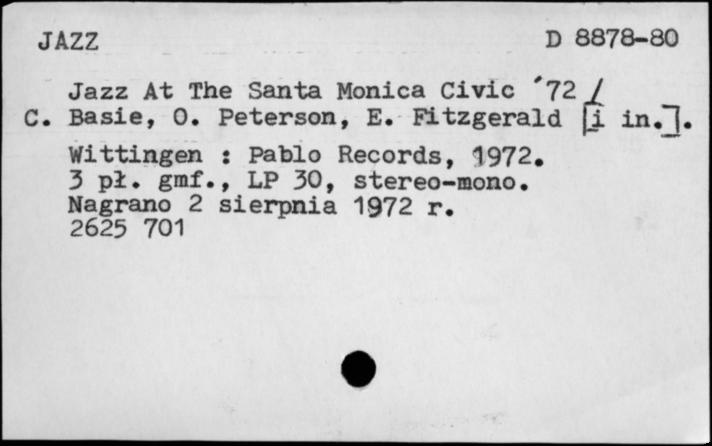 JAZZ D 8878-80
Jazz At The Santa Monica Civic ´72 /
C. Basie, O. Peterson, E. Fitzgerald [i in.].
Wittingen : Pablo Records, 1972.
3 pł. gmf., LP 30, stereo-mono.
Nagrano 2 sierpnia 1972 r.
2625 701